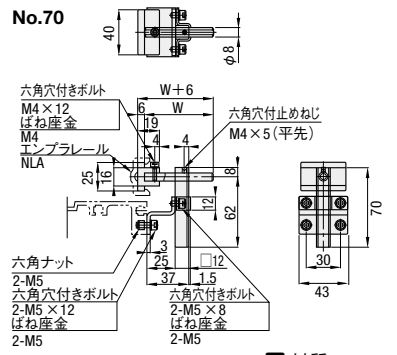 No.70
40
φ8
六角穴付きボルト
M4×12
ばね座金
M4
エンプラレール
NLA
W+6
6
W
19
4
4
六角穴付止めねじ
M4×5(平先)
25
16
8
12
62
3
25
□12
37
1.5
六角ナット
2-M5
六角穴付きボルト
2-M5×12
ばね座金
2-M5
六角穴付きボルト
2-M5×8
ばね座金
2-M5
70
30
43